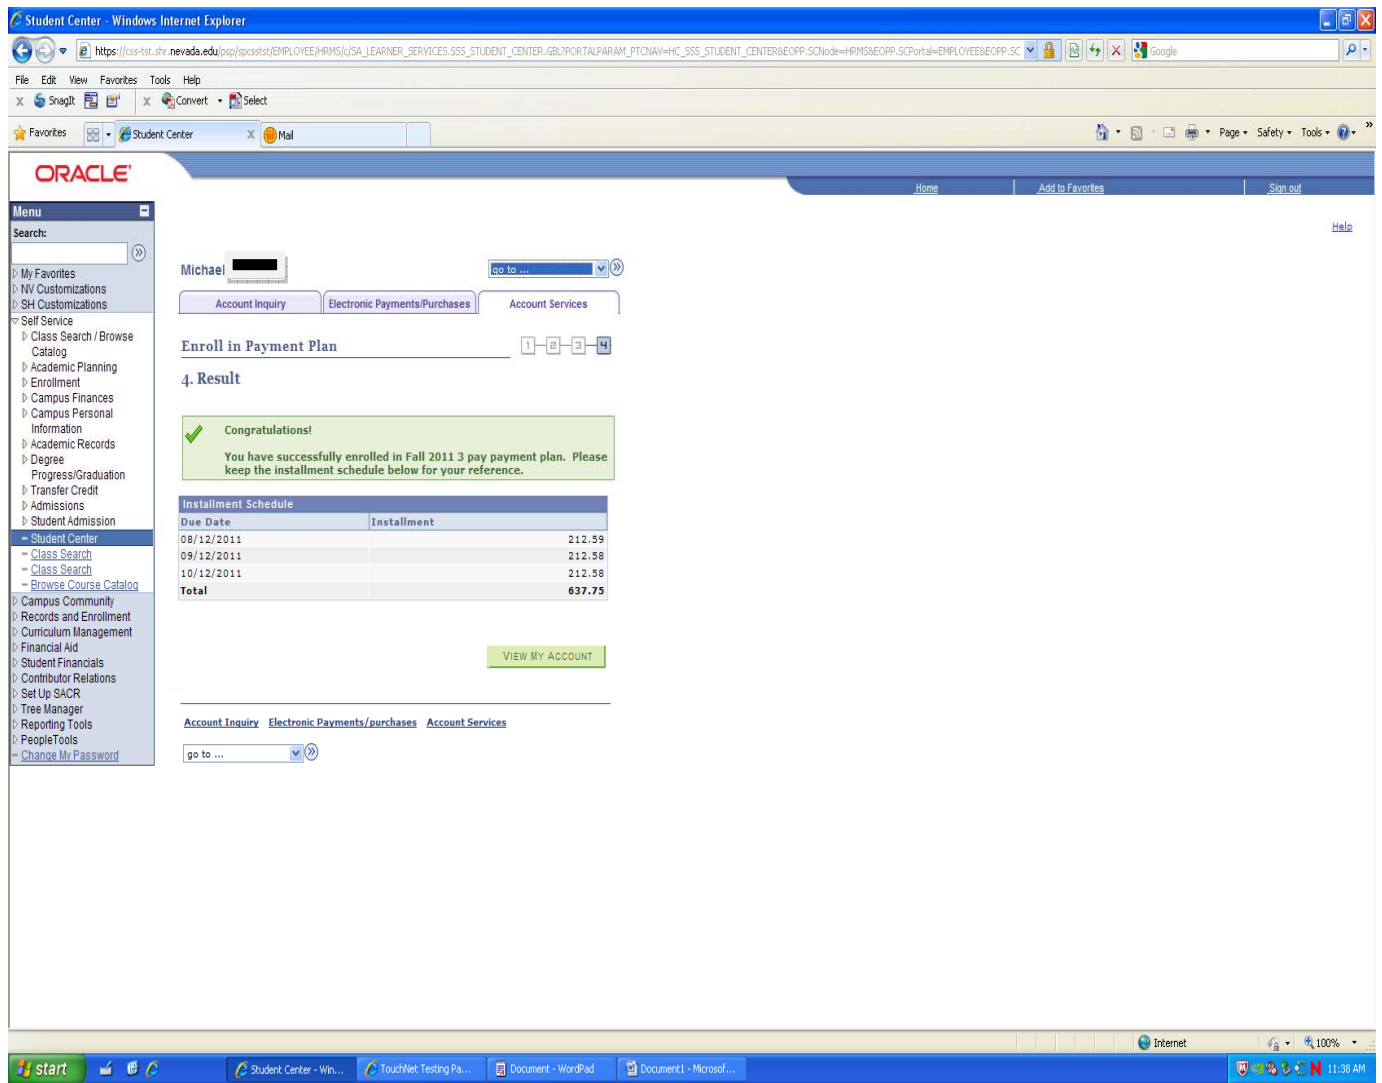 Student Center - Windows Internet Explorer
https://css-tst.shr.nevada.edu/psp/spcsstst/EMPLOYEE/HRMS/c/SA_LEARNER_SERVICES.SSS_STUDENT_CENTER.GBL?PORTALPARAM_PTCNAV=HC_SSS_STUDENT_CENTER&EOPP.SCNode=HRMS&EOPP.SCPortal=EMPLOYEE&EOPP.SC
Google
File Edit View Favorites Tools Help
x SnagIt x Convert Select
Favorites Student Center X Mail Page Safety Tools »
ORACLE'
Home Add to Favorites Sign out
Menu
Help
Search:
My Favorites
NV Customizations
SH Customizations
Self Service
Class Search / Browse
Catalog
Academic Planning
Enrollment
Campus Finances
Campus Personal
Information
Academic Records
Degree
Progress/Graduation
Transfer Credit
Admissions
Student Admission
Student Center
Class Search
Class Search
Browse Course Catalog
Campus Community
Records and Enrollment
Curriculum Management
Financial Aid
Student Financials
Contributor Relations
Set Up SACR
Tree Manager
Reporting Tools
PeopleTools
Change My Password
Michael
go to ...
Account Inquiry Electronic Payments/Purchases Account Services
Enroll in Payment Plan 1 2 3 4
4. Result
Congratulations!
You have successfully enrolled in Fall 2011 3 pay payment plan. Please
keep the installment schedule below for your reference.
Installment Schedule
Due Date Installment
08/12/2011 212.59
09/12/2011 212.58
10/12/2011 212.58
Total 637.75
VIEW MY ACCOUNT
Account Inquiry Electronic Payments/purchases Account Services
go to ...
Internet 100%
start Student Center - Win... TouchNet Testing Pa... Document - WordPad Document1 - Microsof... N 11:38 AM